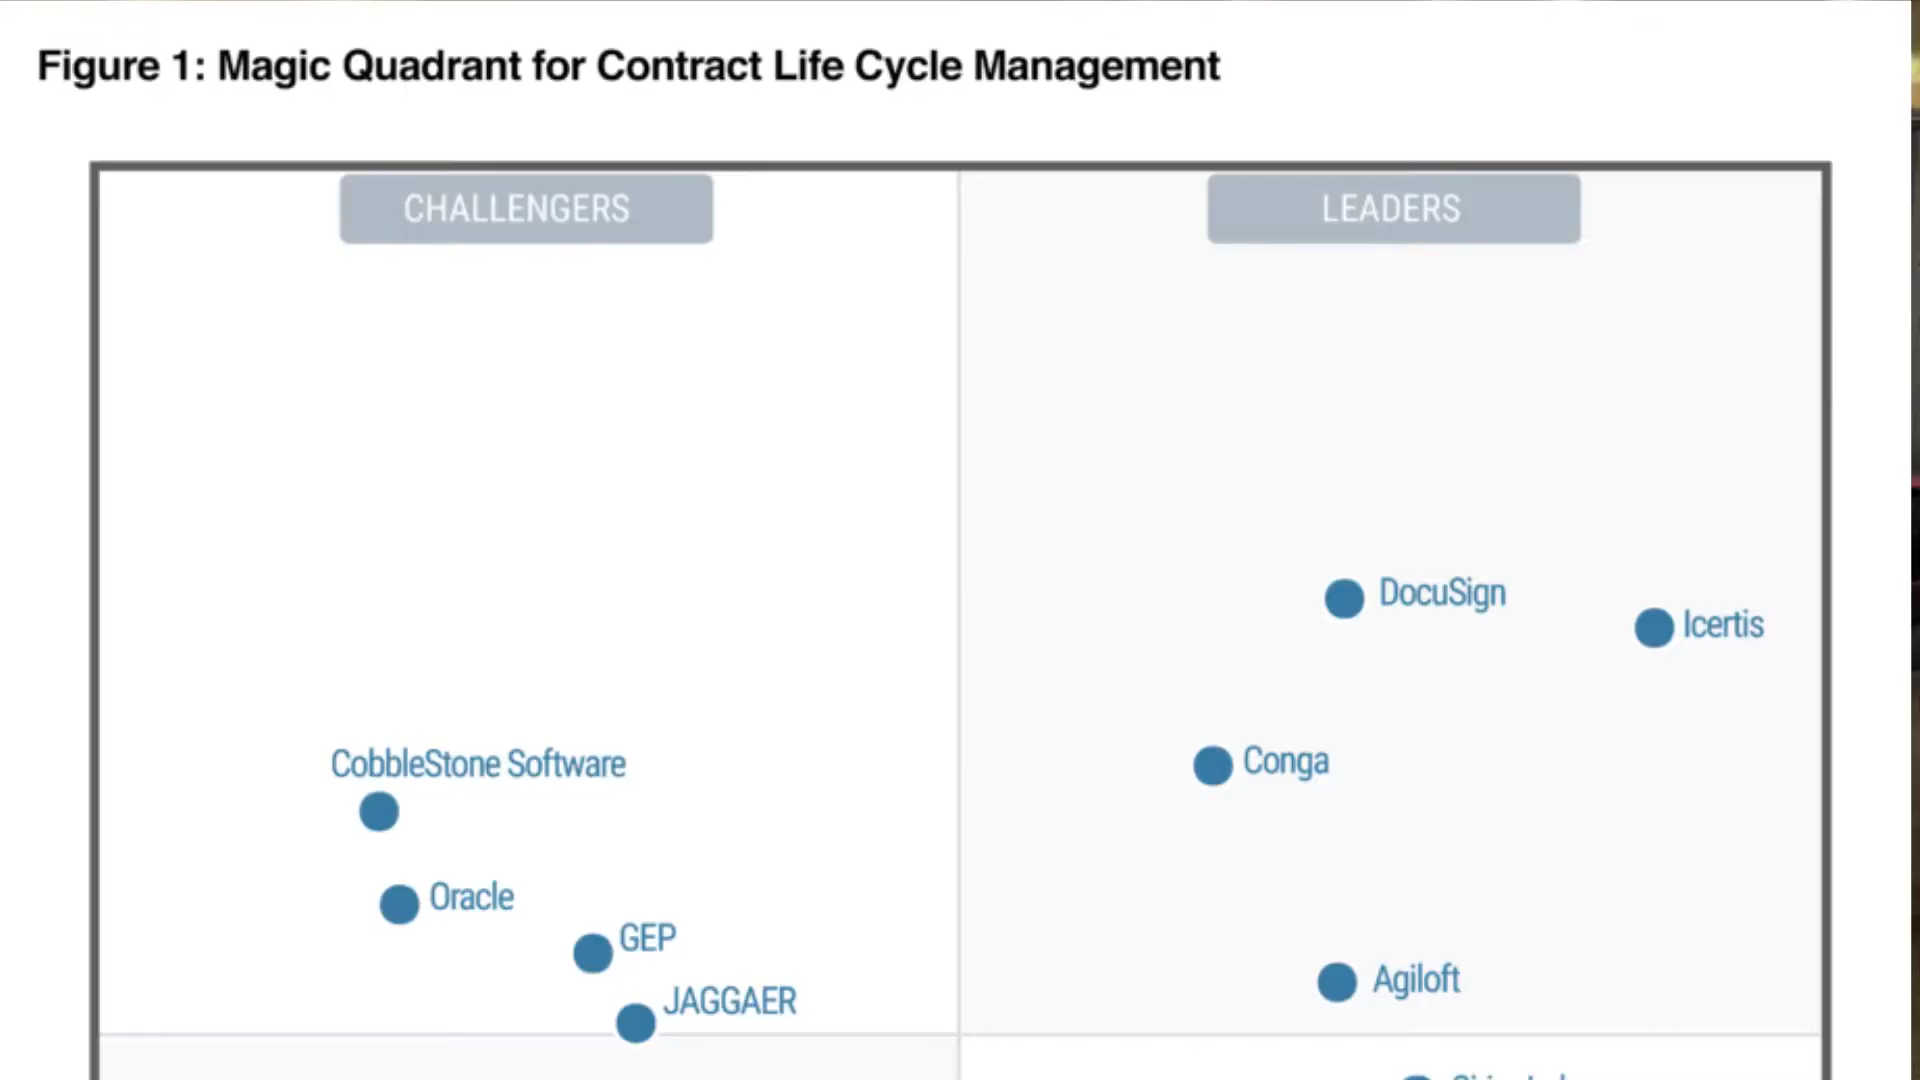 Figure 1: Magic Quadrant for Contract Life Cycle Management
CHALLENGERS
LEADERS
DocuSign
Icertis
Conga
CobbleStone Software
Oracle
GEP
JAGGAER
Agiloft